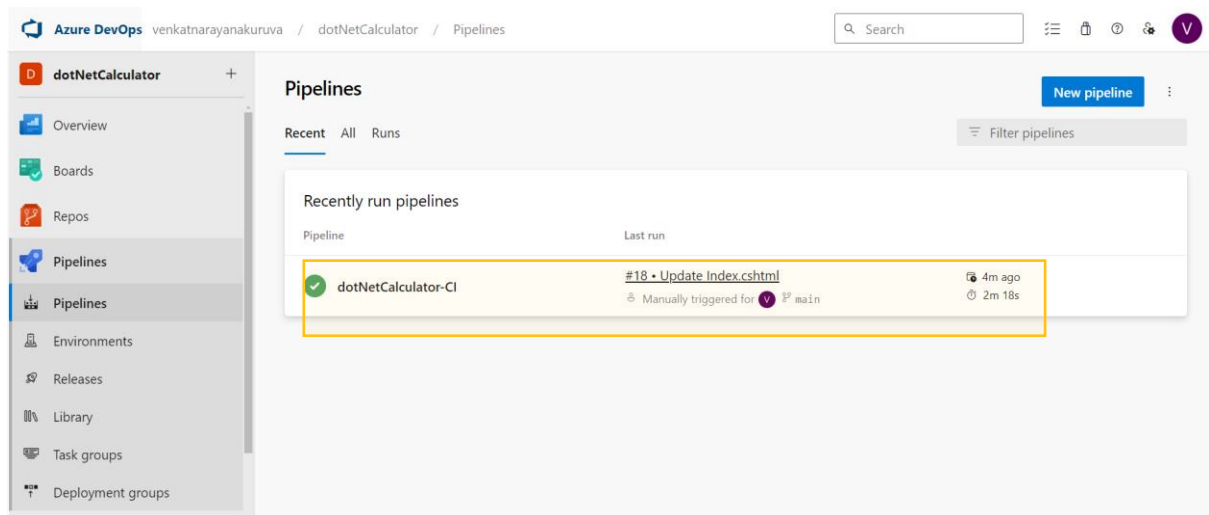 Azure DevOps venkatnarayanakuruva / dotNetCalculator / Pipelines
Search
V
D dotNetCalculator +
Overview
Boards
Repos
Pipelines
Pipelines
Environments
Releases
Library
Task groups
Deployment groups
Pipelines
New pipeline
Recent All Runs
Filter pipelines
Recently run pipelines
Pipeline Last run
dotNetCalculator-CI
#18 • Update Index.cshtml
Manually triggered for V main
4m ago
2m 18s